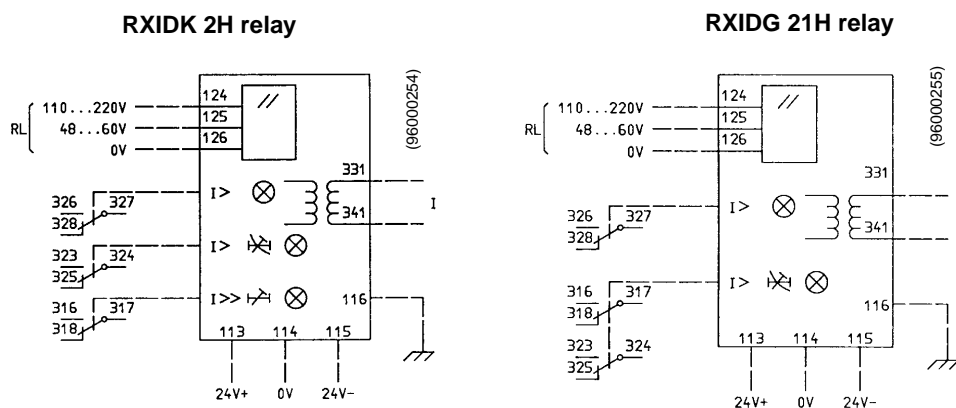 RXIDK 2H relay
124
110...220V
125
RL
48...60V
126
0V
(96000254)
331
326
327
328
I>
I
341
323
324
325
I>
316
317
318
I>>
116
113
114
115
24V+
0V
24V-
RXIDG 21H relay
124
110...220V
125
RL
48...60V
126
0V
(96000255)
331
326
327
328
I>
341
316
317
318
I>
116
323
324
325
113
114
115
24V+
0V
24V-